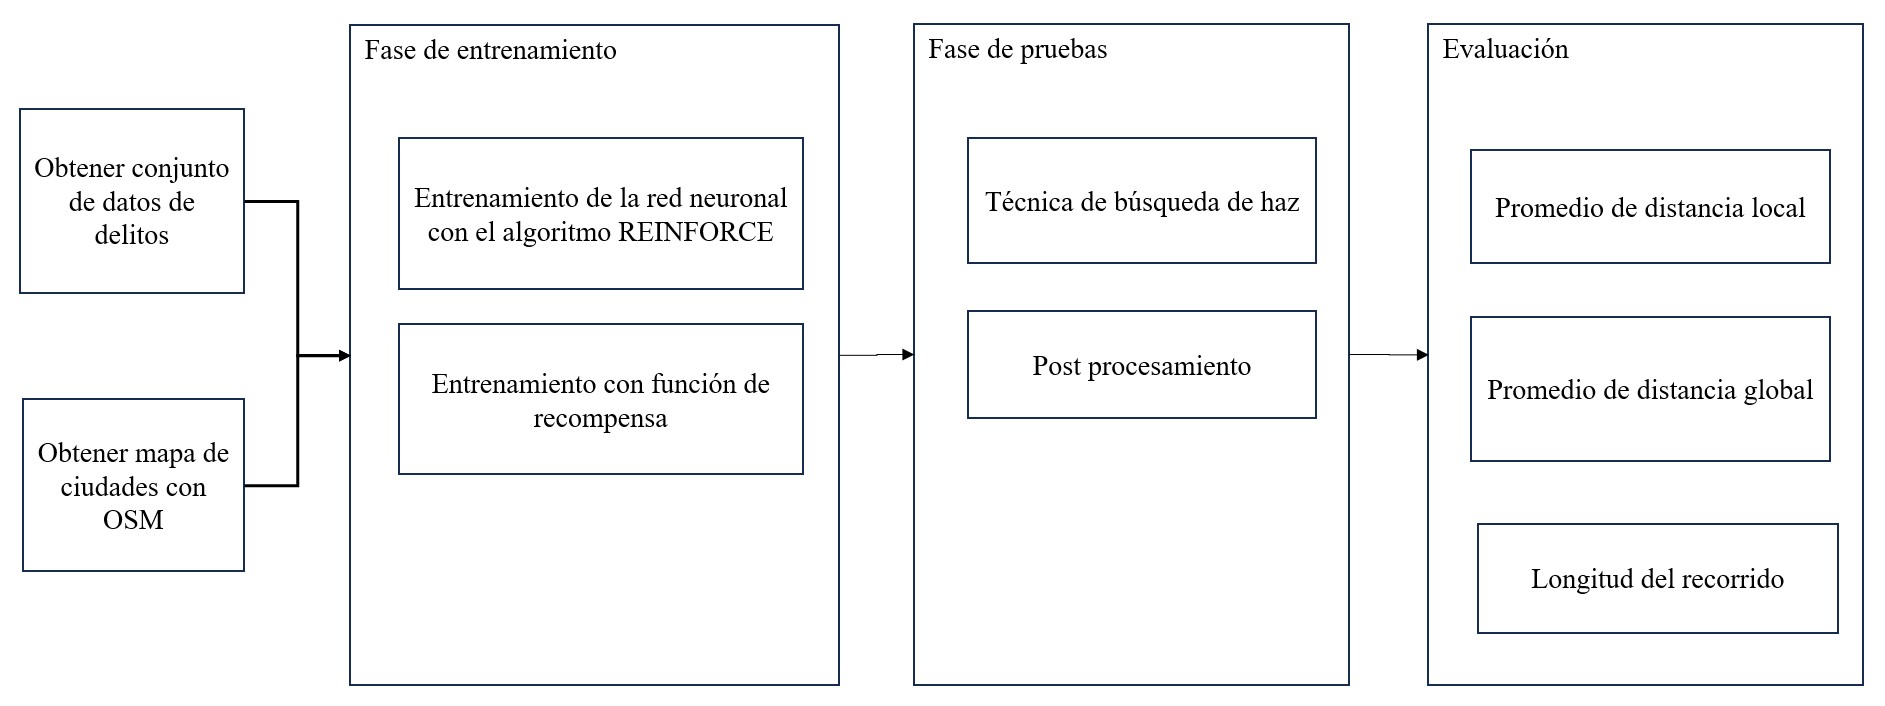 Obtener conjunto
de datos de
delitos
Obtener mapa de
ciudades con
OSM
Fase de entrenamiento
Entrenamiento de la red neuronal
con el algoritmo REINFORCE
Entrenamiento con función de
recompensa
Fase de pruebas
Técnica de búsqueda de haz
Post procesamiento
Evaluación
Promedio de distancia local
Promedio de distancia global
Longitud del recorrido